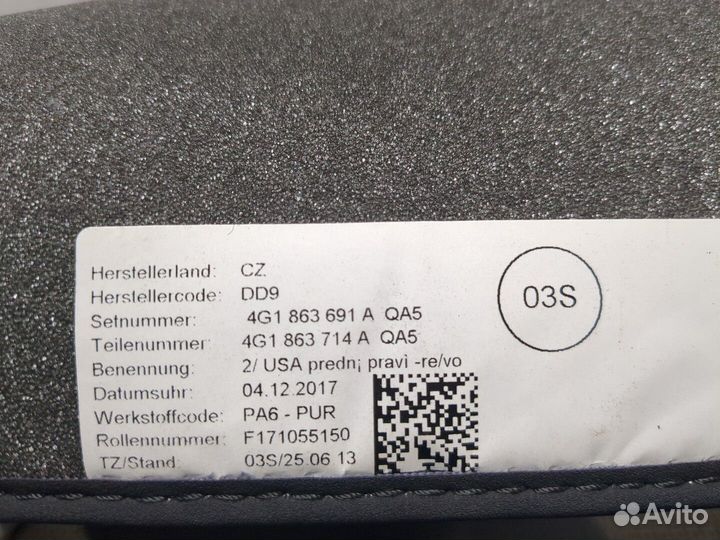 Herstellerland: CZ
Herstellercode: DD9
Setnummer: 4G1 863 691 A QA5
Teilenummer: 4G1 863 714 A QA5
Benennung: 2/ USA predn¡ pravì -re/vo
Datumsuhr: 04.12.2017
Werkstoffcode: PA6 - PUR
Rollennummer: F171055150
TZ/Stand: 03S/25.06 13
03S
Avito